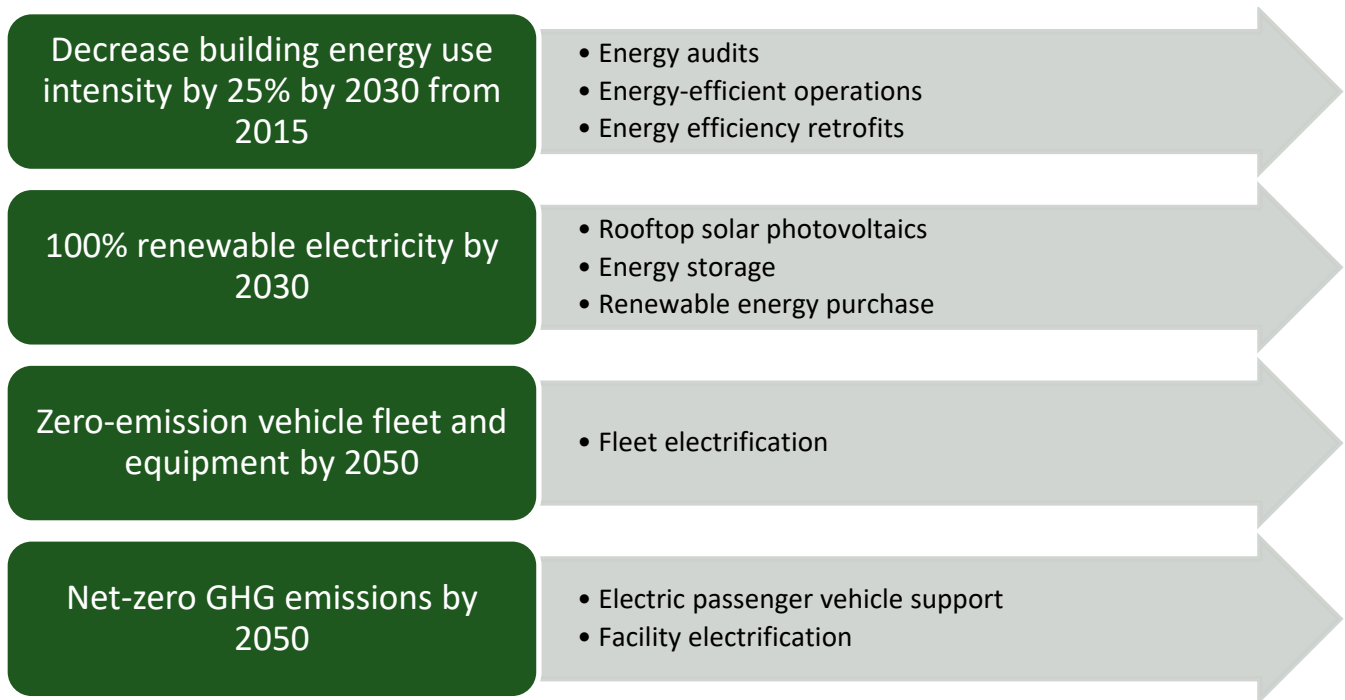 Decrease building energy use
intensity by 25% by 2030 from
2015
• Energy audits
• Energy-efficient operations
• Energy efficiency retrofits
100% renewable electricity by
2030
• Rooftop solar photovoltaics
• Energy storage
• Renewable energy purchase
Zero-emission vehicle fleet and
equipment by 2050
• Fleet electrification
Net-zero GHG emissions by
2050
• Electric passenger vehicle support
• Facility electrification